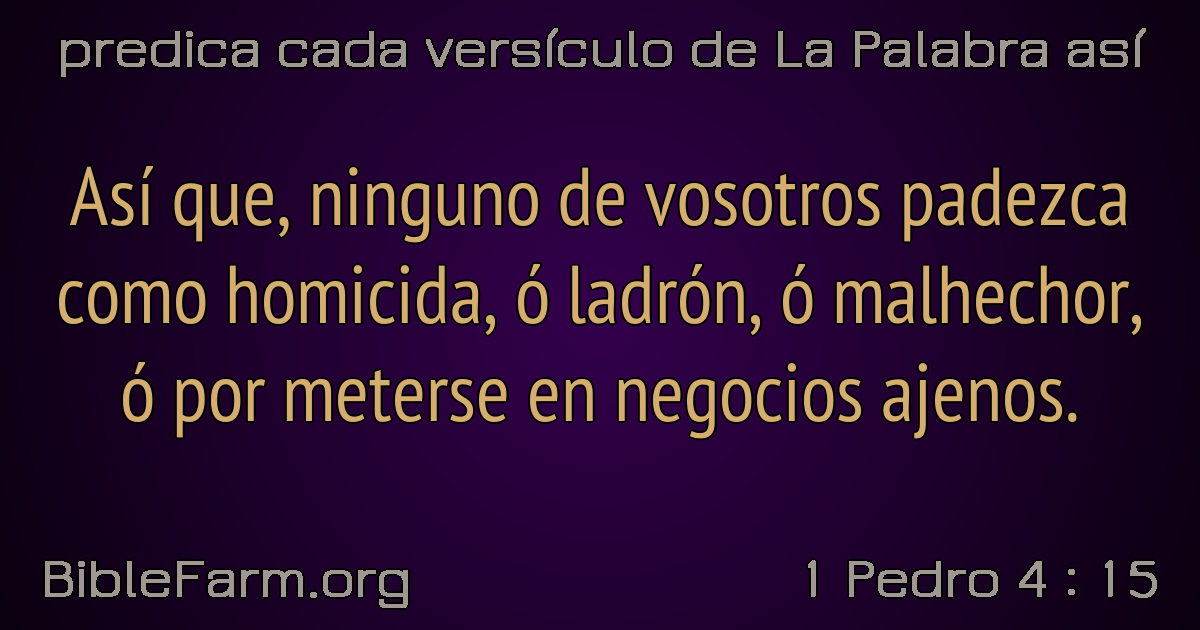 predica cada versículo de La Palabra así
Así que, ninguno de vosotros padezca
como homicida, ó ladrón, ó malhechor,
ó por meterse en negocios ajenos.
BibleFarm.org
1 Pedro 4 : 15